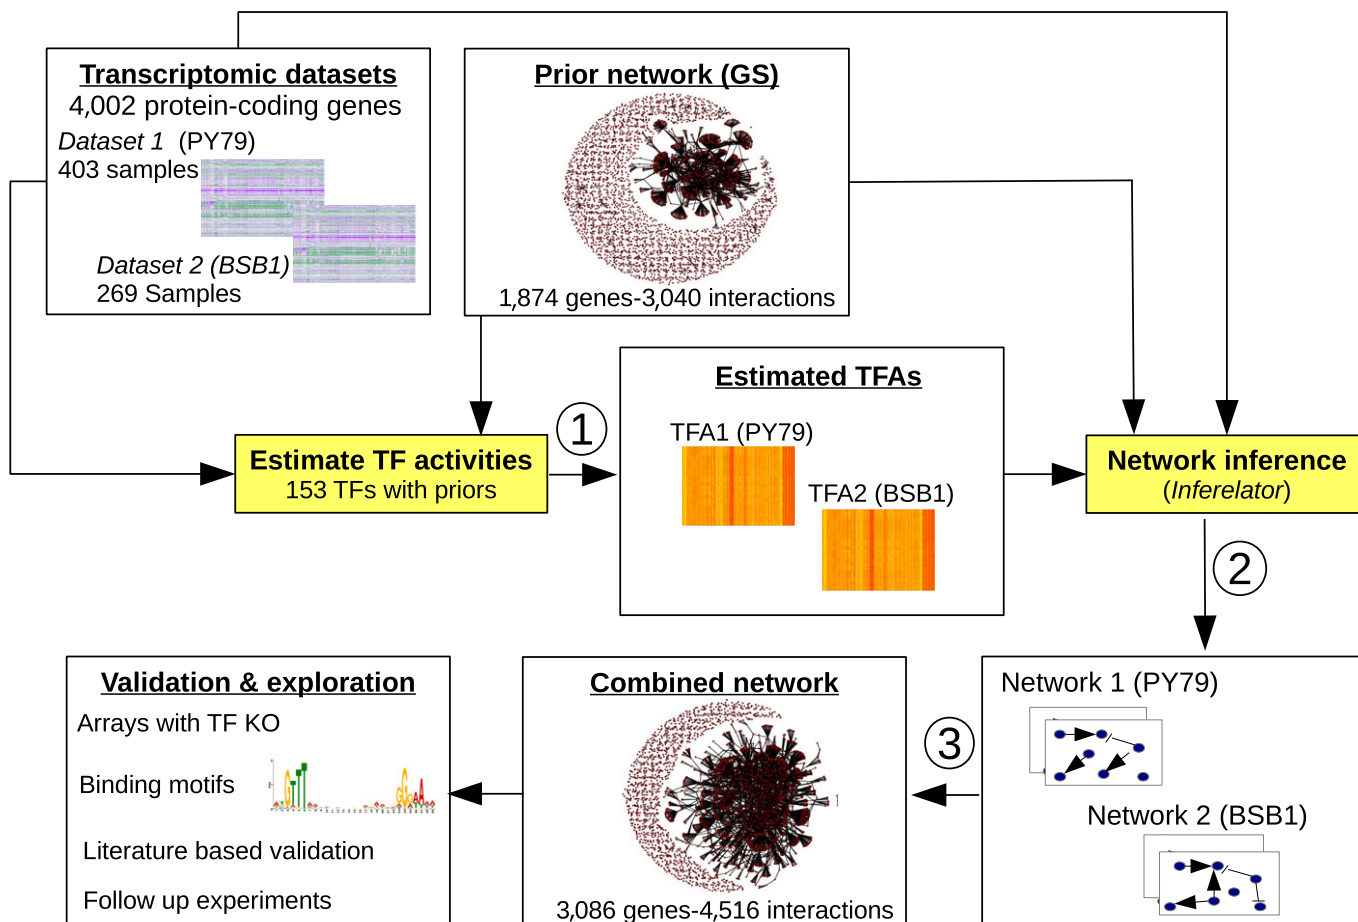 Transcriptomic datasets
4,002 protein-coding genes
Dataset 1 (PY79)
403 samples
Dataset 2 (BSB1)
269 Samples
Prior network (GS)
1,874 genes-3,040 interactions
Estimate TF activities
153 TFs with priors
1
Estimated TFAs
TFA1 (PY79)
TFA2 (BSB1)
Network inference
(Inferelator)
2
Network 1 (PY79)
Network 2 (BSB1)
3
Combined network
3,086 genes-4,516 interactions
Validation & exploration
Arrays with TF KO
Binding motifs
Literature based validation
Follow up experiments